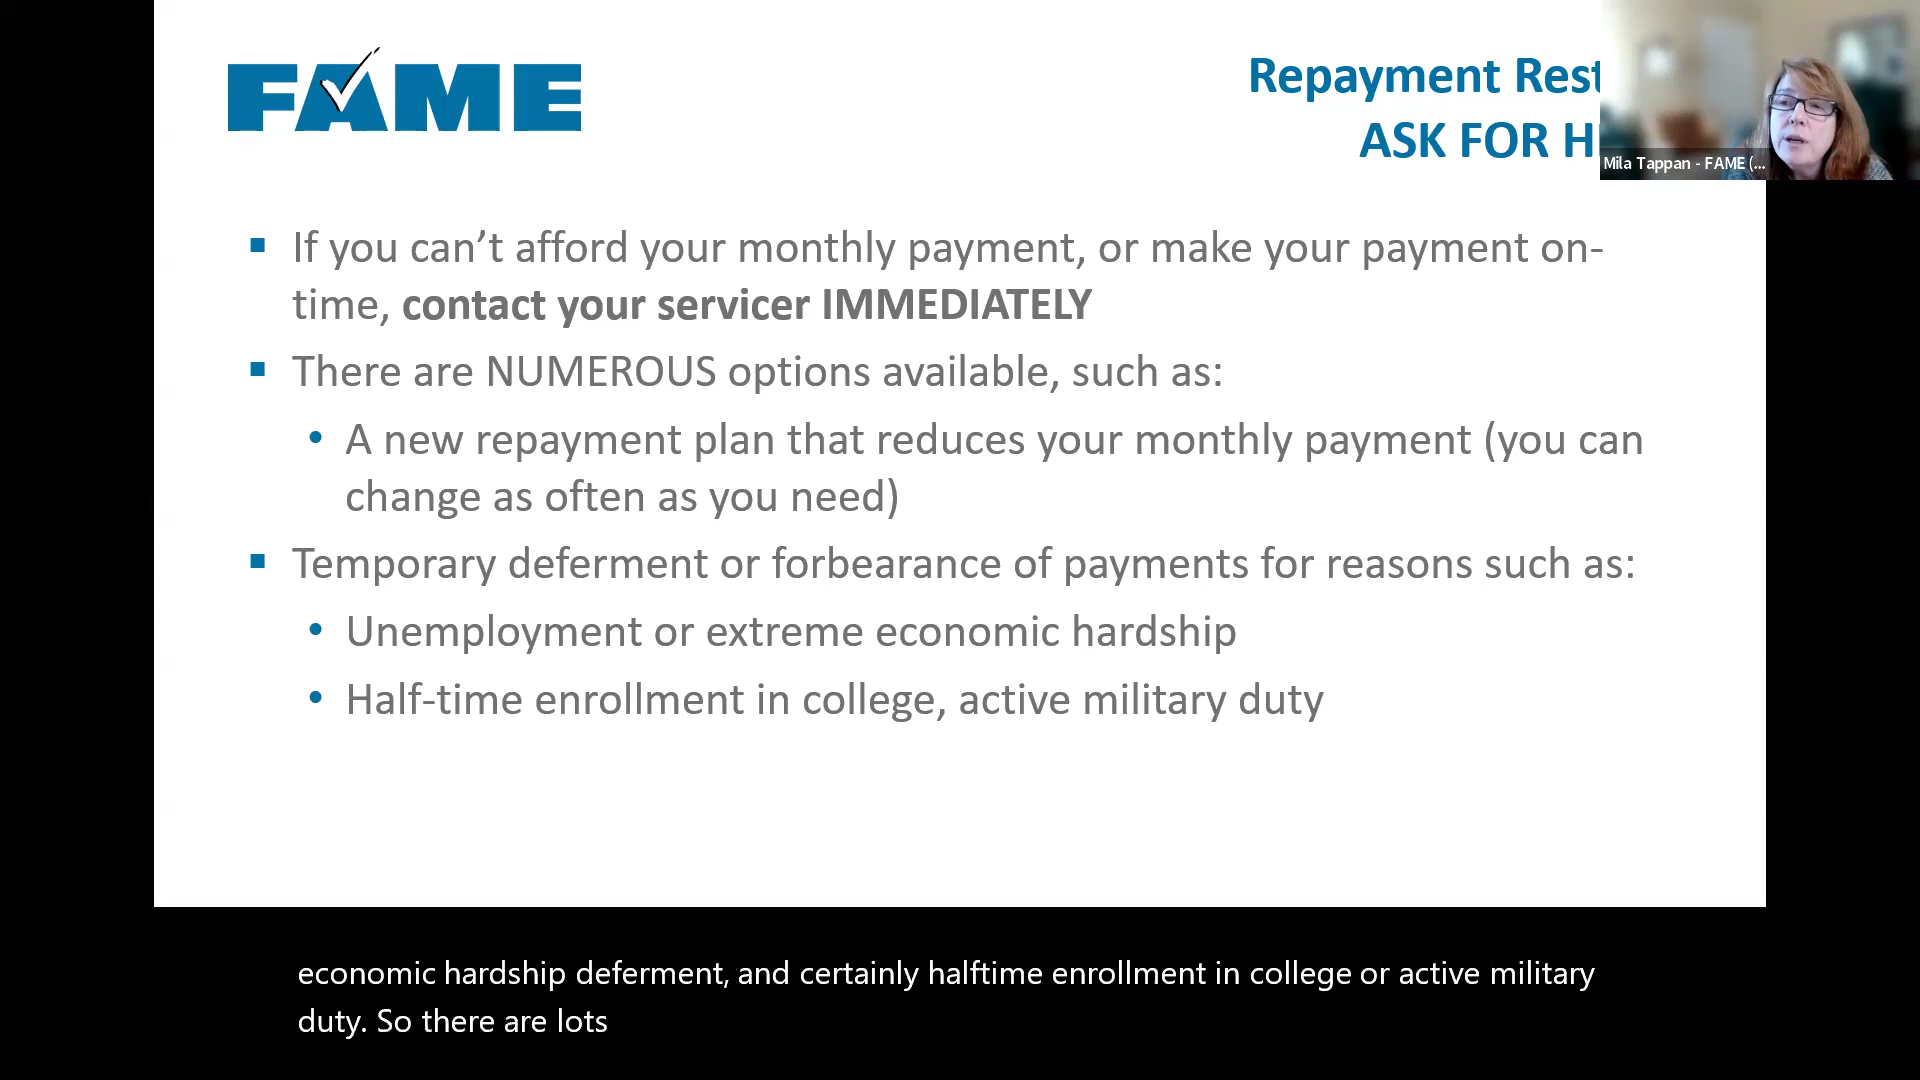 FAME
Repayment Rest
ASK FOR H
Mila Tappan - FAME (...
If you can’t afford your monthly payment, or make your payment on-
time, contact your servicer IMMEDIATELY
There are NUMEROUS options available, such as:
A new repayment plan that reduces your monthly payment (you can
change as often as you need)
Temporary deferment or forbearance of payments for reasons such as:
Unemployment or extreme economic hardship
Half-time enrollment in college, active military duty
economic hardship deferment, and certainly halftime enrollment in college or active military
duty. So there are lots